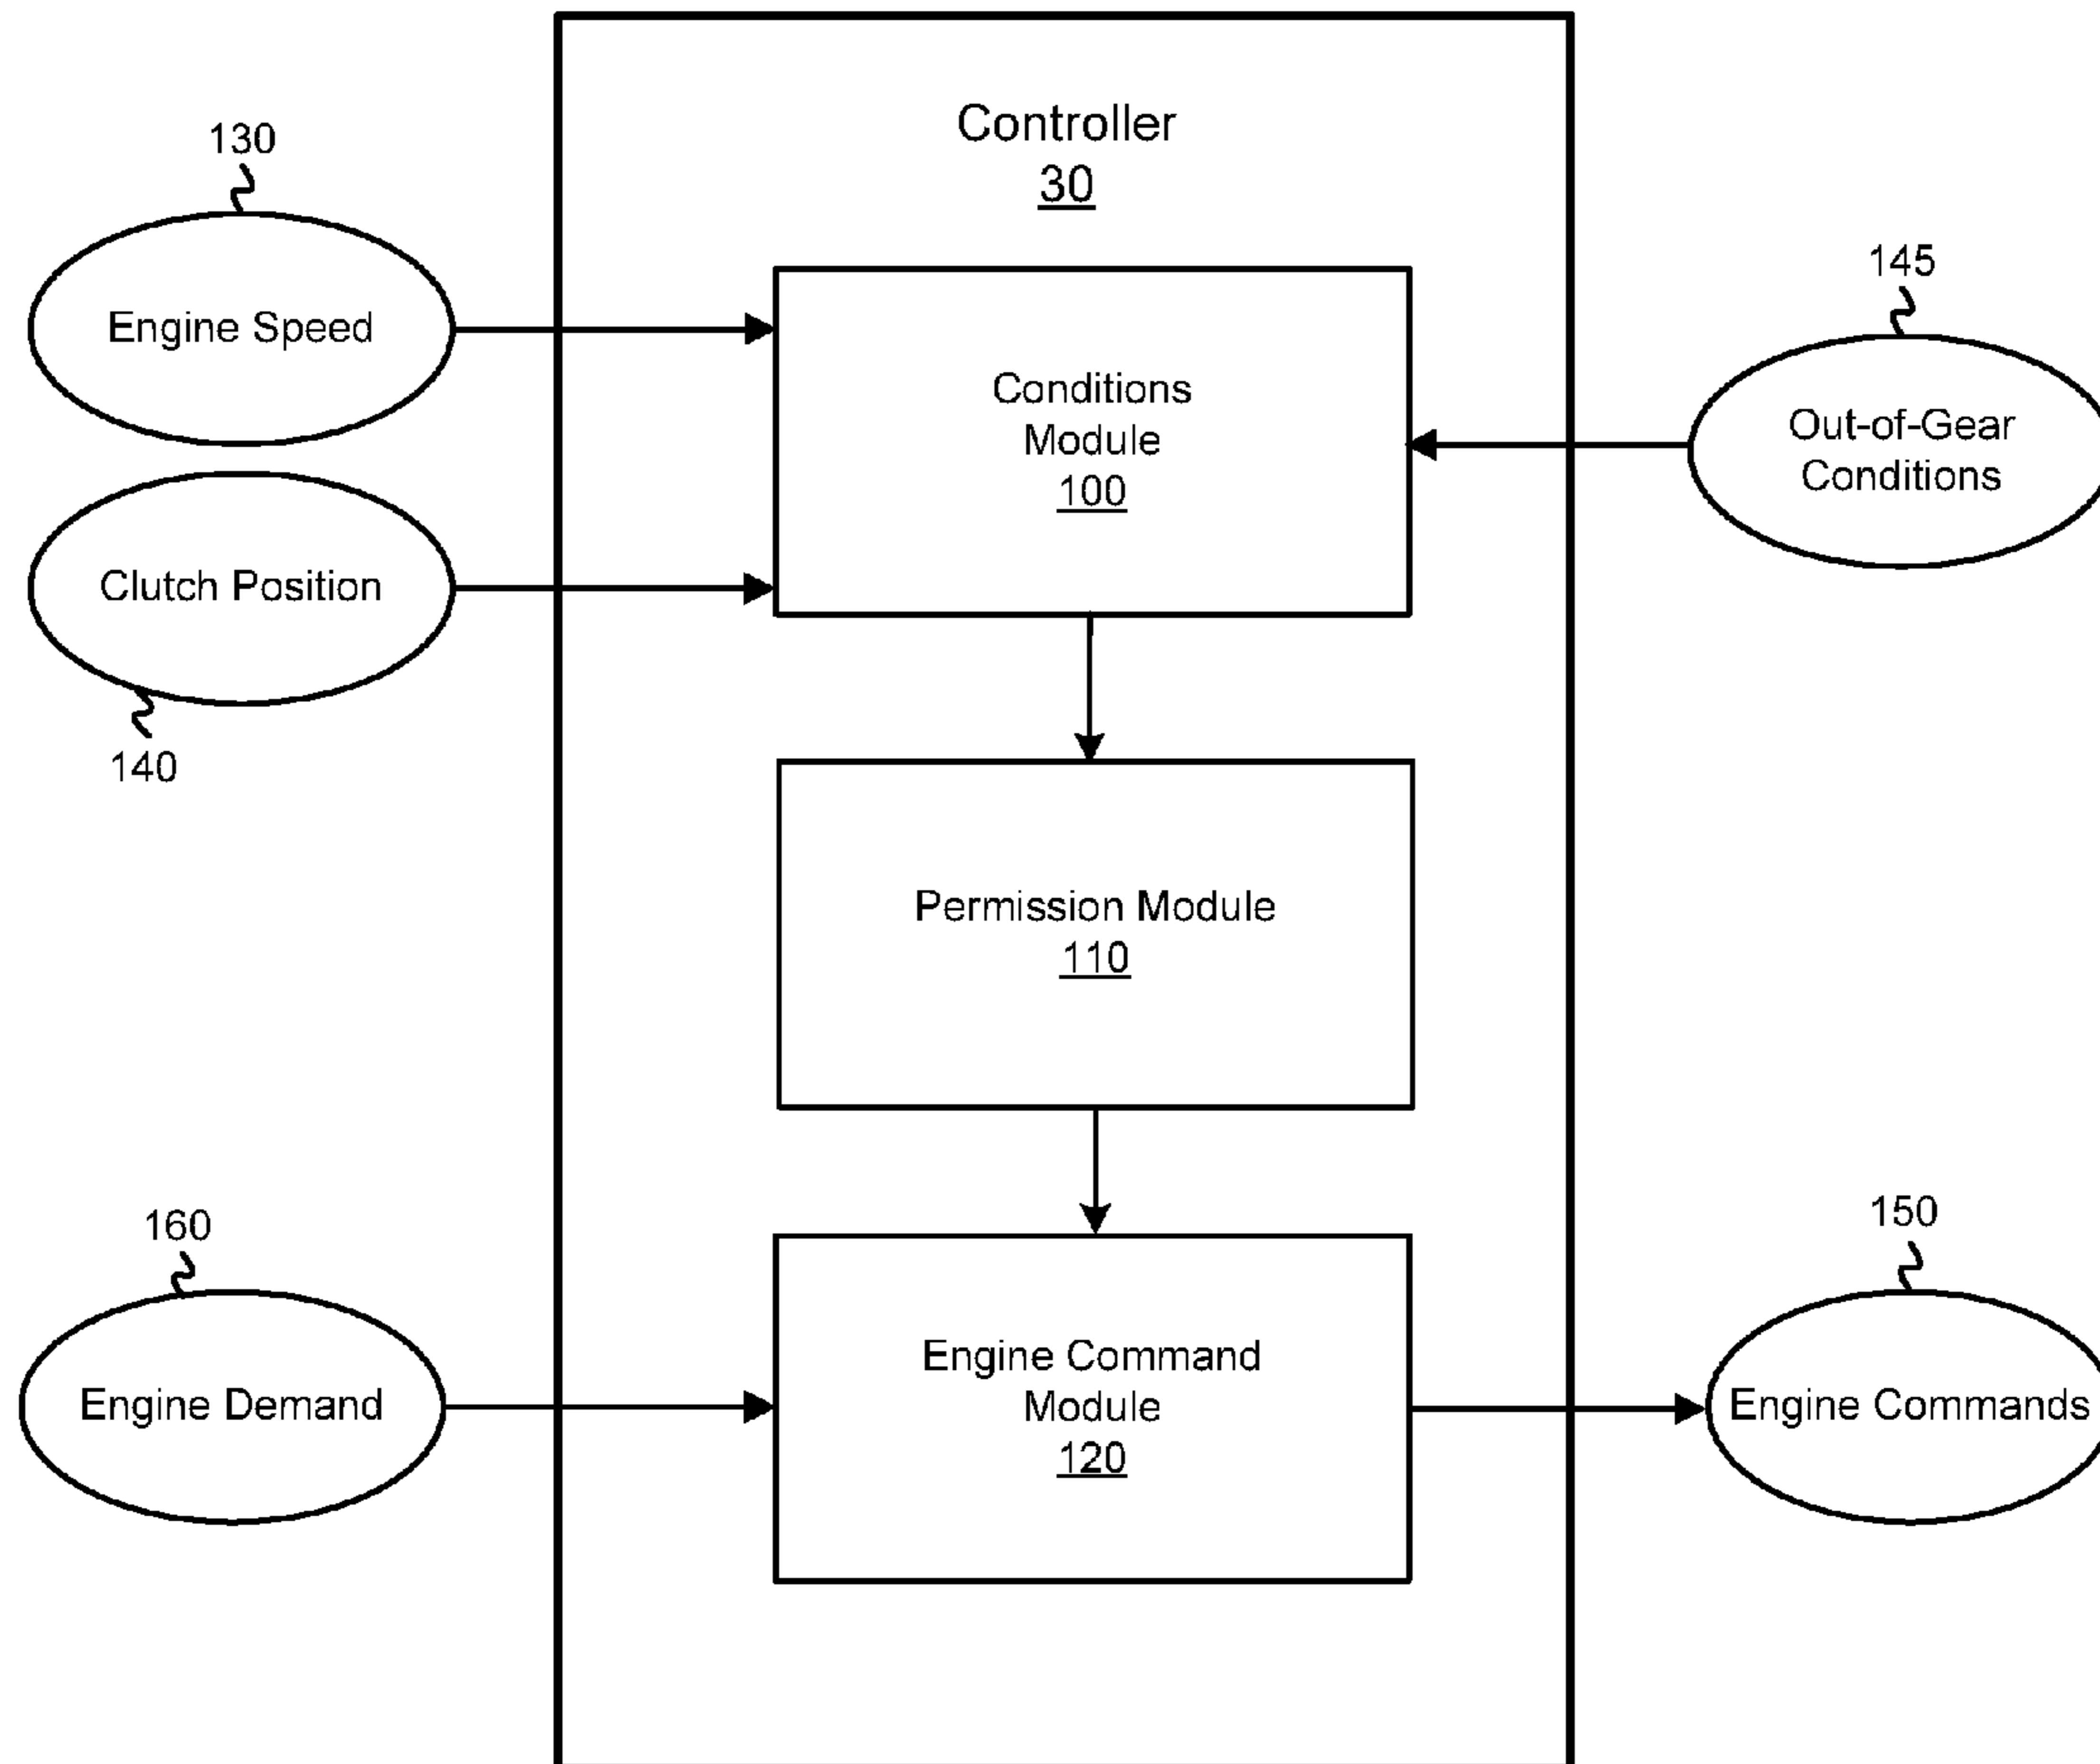 Controller
30
130
Engine Speed
Conditions
Module
100
145
Out-of-Gear
Conditions
Clutch Position
140
Permission Module
110
160
Engine Demand
Engine Command
Module
120
150
Engine Commands